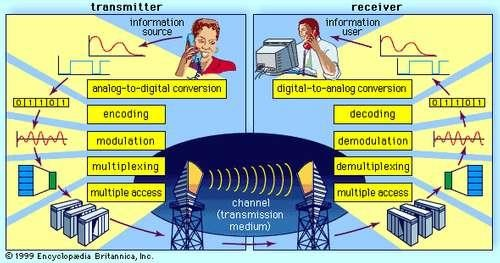 transmitter
receiver
information
source
information
user
analog-to-digital conversion
digital-to-analog conversion
encoding
decoding
0 1 1 1 0 1
0 1 1 1 0 1
modulation
demodulation
multiplexing
demultiplexing
multiple access
multiple access
channel
(transmission
medium)
© 1999 Encyclopædia Britannica, Inc.